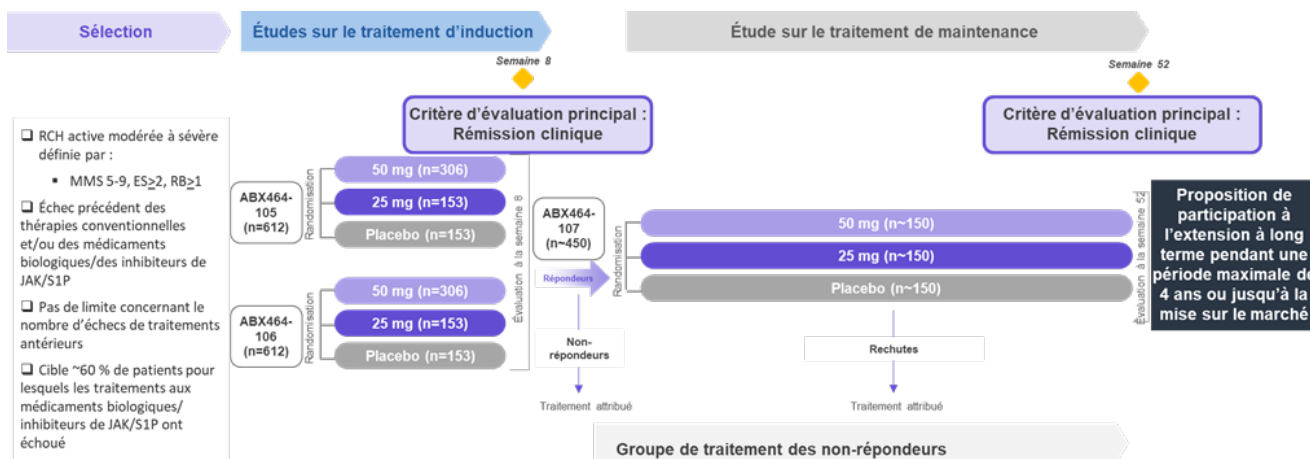 Sélection
Études sur le traitement d'induction
Étude sur le traitement de maintenance
Semaine 8
Semaine 52
Critère d'évaluation principal :
Rémission clinique
Critère d'évaluation principal :
Rémission clinique
❑ RCH active modérée à sévère
définie par :
▪ MMS 5-9, ES≥2, RB≥1
❑ Échec précédent des
thérapies conventionnelles
et/ou des médicaments
biologiques/des inhibiteurs de
JAK/S1P
❑ Pas de limite concernant le
nombre d'échecs de traitements
antérieurs
❑ Cible ~60 % de patients pour
lesquels les traitements aux
médicaments biologiques/
inhibiteurs de JAK/S1P ont
échoué
ABX464-
105
(n=612)
Randomisation
50 mg (n=306)
25 mg (n=153)
Placebo (n=153)
ABX464-
106
(n=612)
Randomisation
50 mg (n=306)
25 mg (n=153)
Placebo (n=153)
Évaluation à la semaine 8
ABX464-
107
(n~450)
Répondeurs
Randomisation
50 mg (n~150)
25 mg (n~150)
Placebo (n~150)
Évaluation à la semaine 52
Proposition de
participation à
l'extension à long
terme pendant une
période maximale de
4 ans ou jusqu'à la
mise sur le marché
Non-
répondeurs
Rechutes
Traitement attribué
Traitement attribué
Groupe de traitement des non-répondeurs